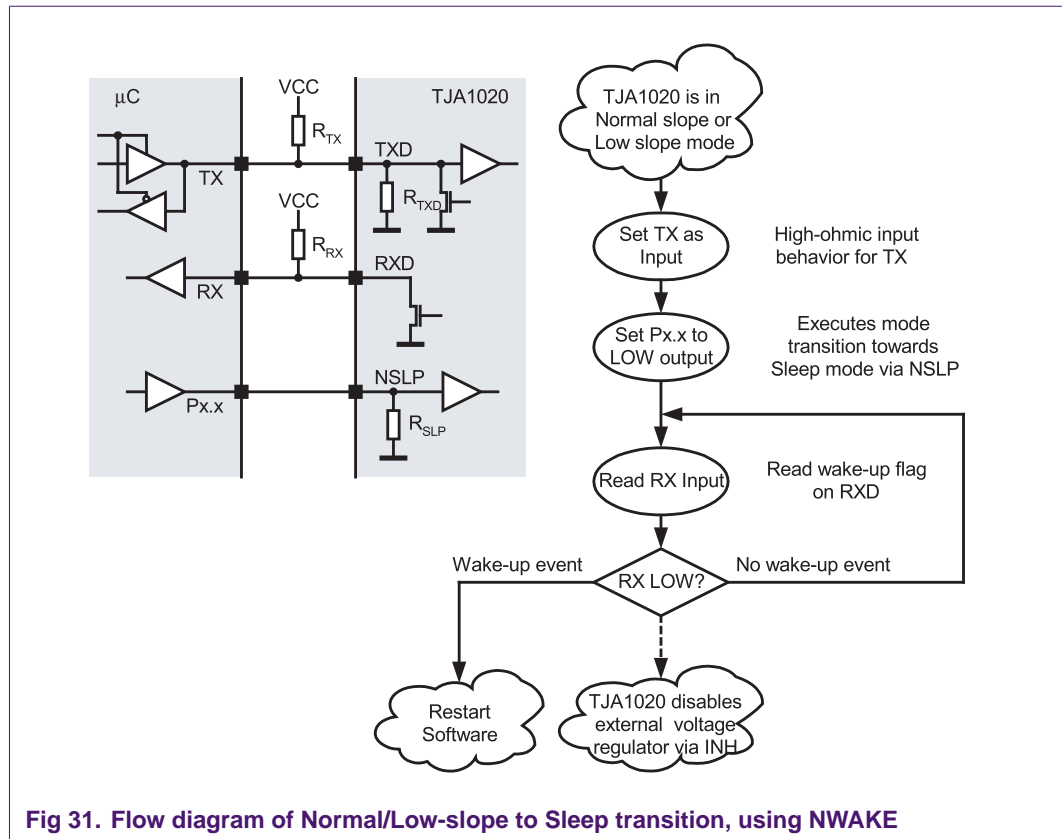 μC
VCC
TJA1020
RTX
TXD
TX
RTXD
VCC
RRX
RXD
RX
NSLP
Px.x
RSLP
TJA1020 is in
Normal slope or
Low slope mode
Set TX as
Input
High-ohmic input
behavior for TX
Set Px.x to
LOW output
Executes mode
transition towards
Sleep mode via NSLP
Read RX Input
Read wake-up flag
on RXD
Wake-up event
RX LOW?
No wake-up event
Restart
Software
TJA1020 disables
external voltage
regulator via INH
Fig 31. Flow diagram of Normal/Low-slope to Sleep transition, using NWAKE